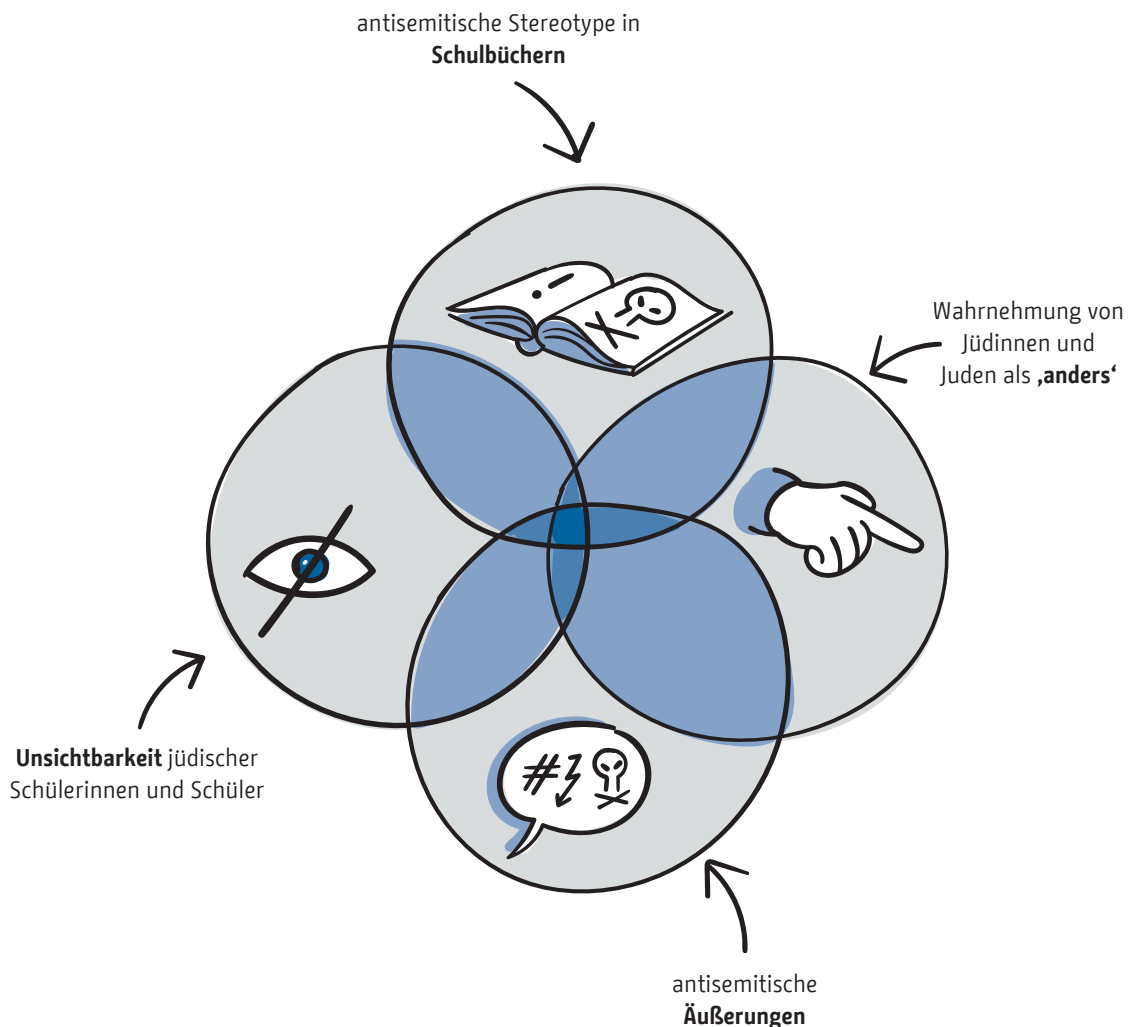 antisemitische Stereotype in
Schulbüchern
Wahrnehmung von
Jüdinnen und
Juden als ‚anders‘
Unsichtbarkeit jüdischer
Schülerinnen und Schüler
#
antisemitische
Äußerungen